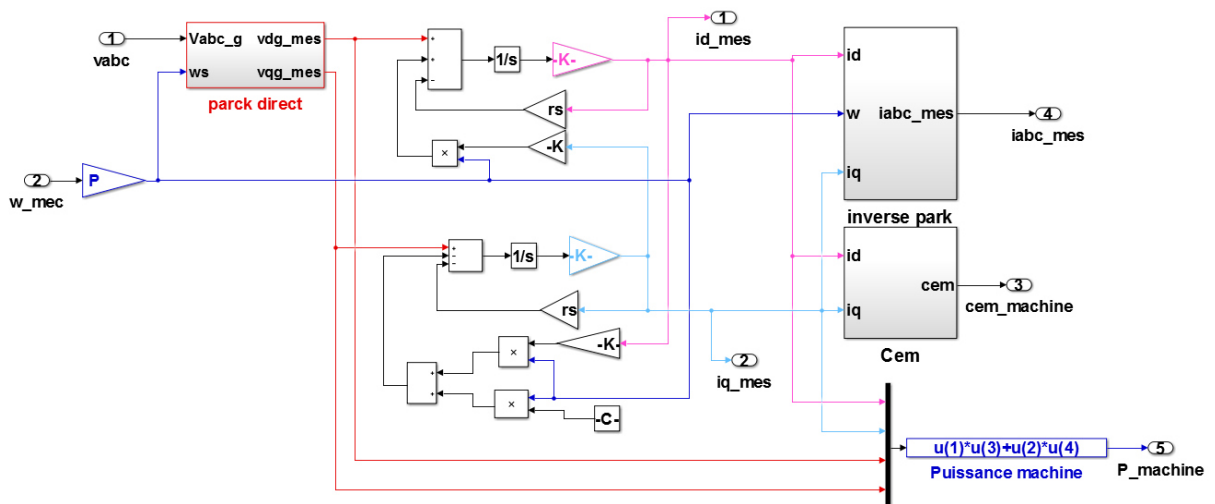 1
vabc
Vabc_g
vdg_mes
ws
vqg_mes
parck direct
2
w_mec
P
+
+
−
1/s
-K-
rs
-K
×
1
id_mes
id
w
iq
iabc_mes
inverse park
4
iabc_mes
+
−
−
1/s
-K-
rs
-K-
×
+
+
×
-C-
2
iq_mes
id
iq
cem
Cem
3
cem_machine
u(1)*u(3)+u(2)*u(4)
Puissance machine
5
P_machine